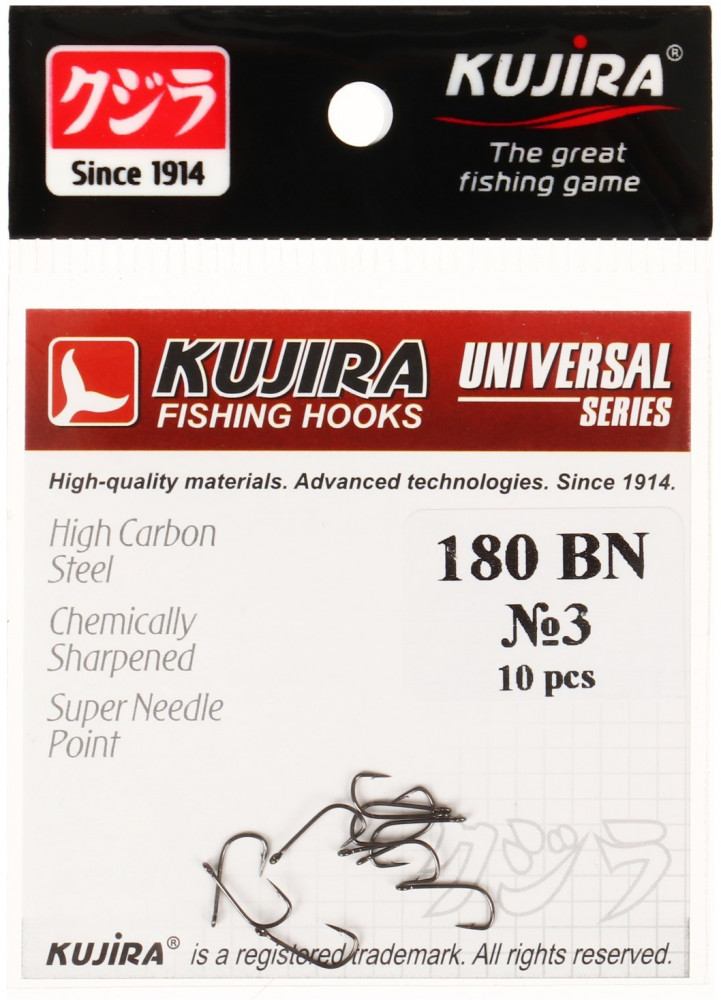 クジラ
Since 1914
KUJIRA®
The great
fishing game
KUJIRA
FISHING HOOKS
UNIVERSAL
SERIES
High-quality materials. Advanced technologies. Since 1914.
High Carbon
Steel
Chemically
Sharpened
Super Needle
Point
180 BN
№3
10 pcs
クジラ
KUJIRA® is a registered trademark. All rights reserved.